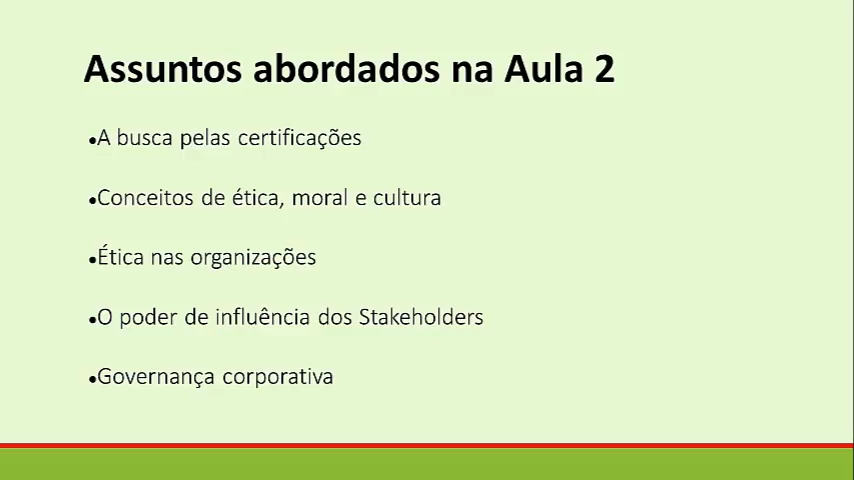 Assuntos abordados na Aula 2
•A busca pelas certificações
•Conceitos de ética, moral e cultura
•Ética nas organizações
•O poder de influência dos Stakeholders
•Governança corporativa